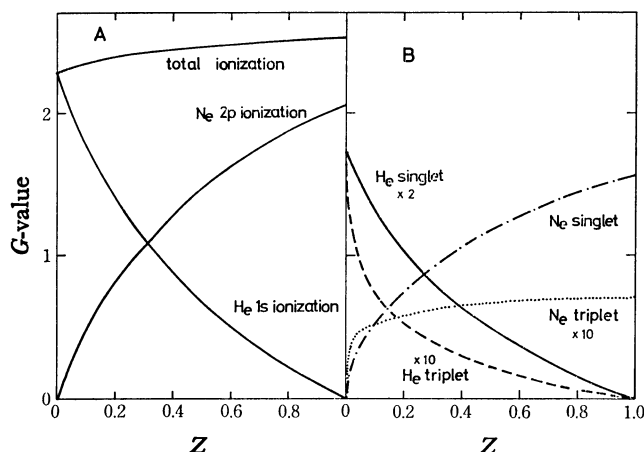 A
total ionization
Ne 2p ionization
He 1s ionization
G-value
2
1
0
0
0.2
0.4
0.6
0.8
Z
B
He singlet
x 2
Ne singlet
Ne triplet
x 10
x 10
He triplet
0
0.2
0.4
0.6
0.8
1.0
Z